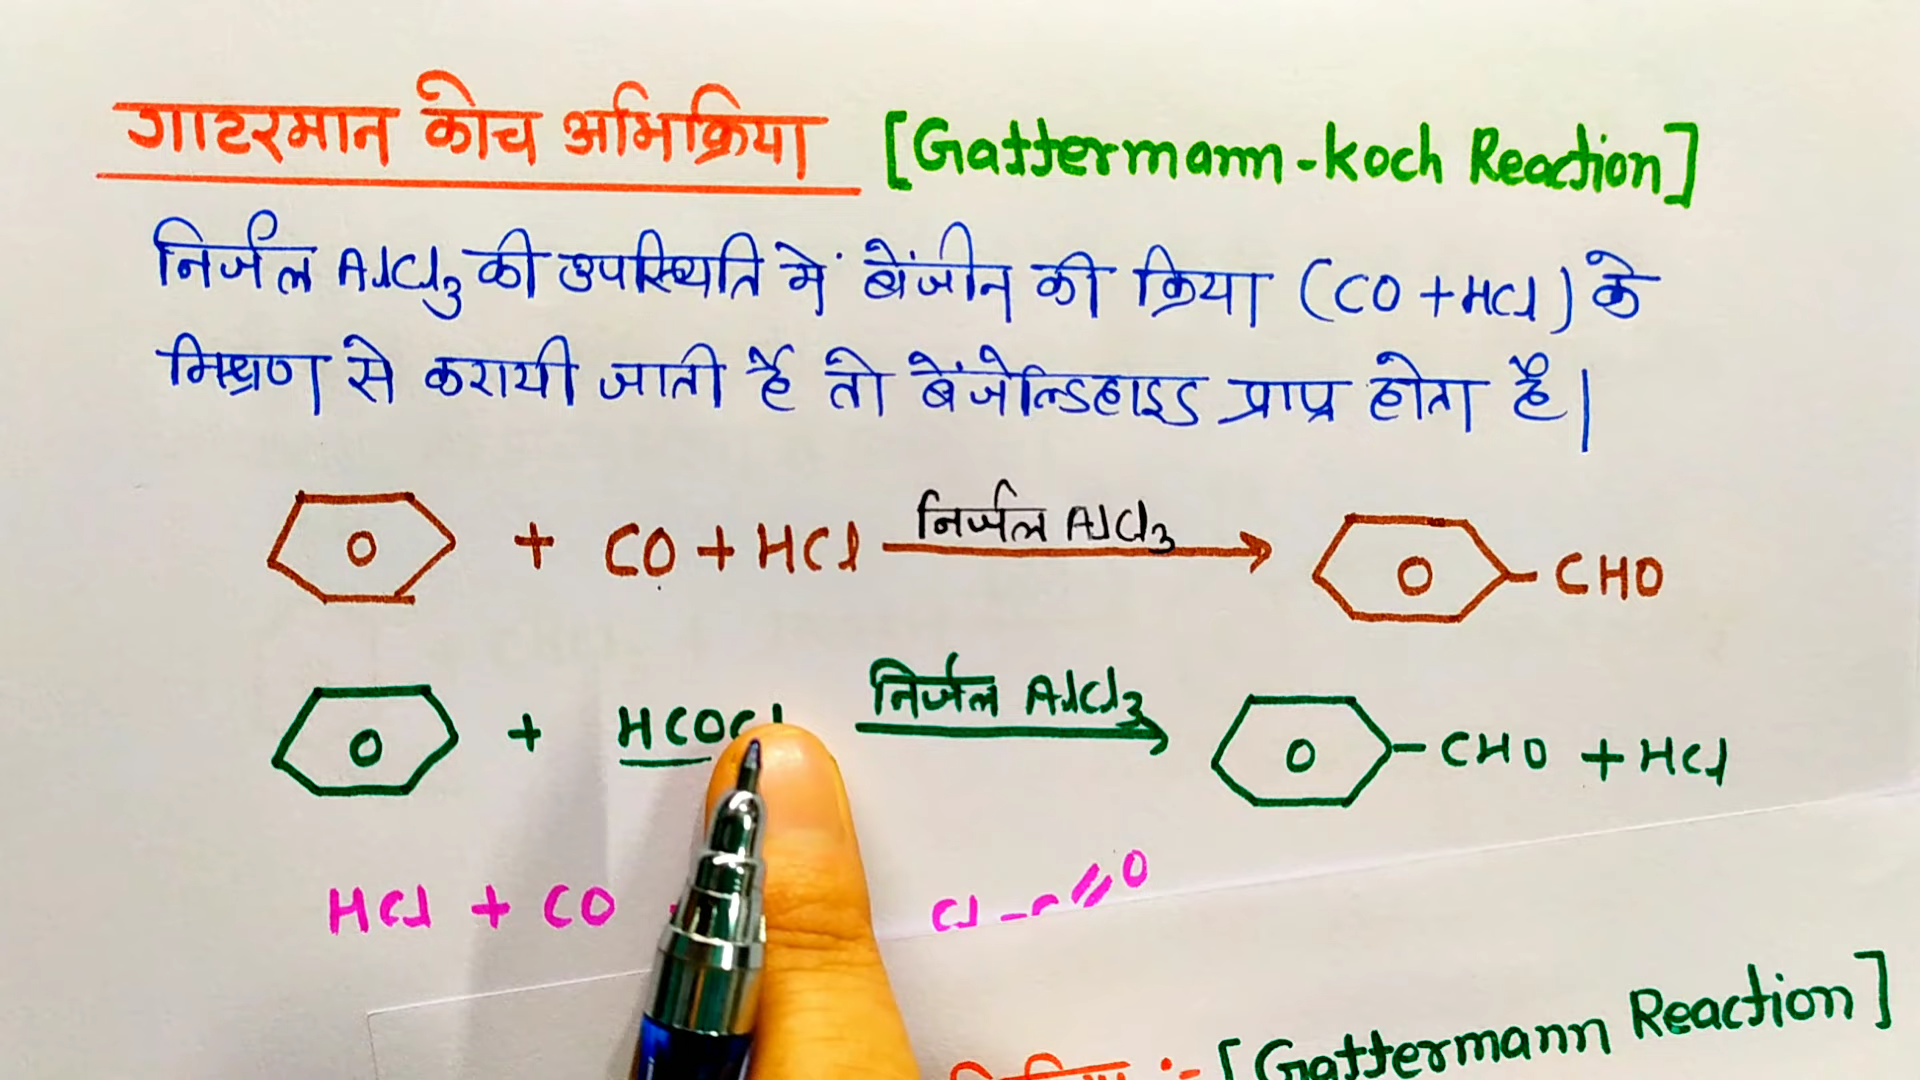 गाटरमान कोच अभिक्रिया [Gattermann-Koch Reaction]
निर्जल AlCl3 की उपस्थिति में बेंजीन की क्रिया (CO + HCl) के
मिश्रण से करायी जाती है तो बेंजेल्डिहाइड प्राप्त होता है|
+ CO + HCl निर्जल AlCl3 → - CHO
+ HCOCl निर्जल AlCl3 → - CHO + HCl
HCl + CO Cl - C = O
[Gattermann Reaction]